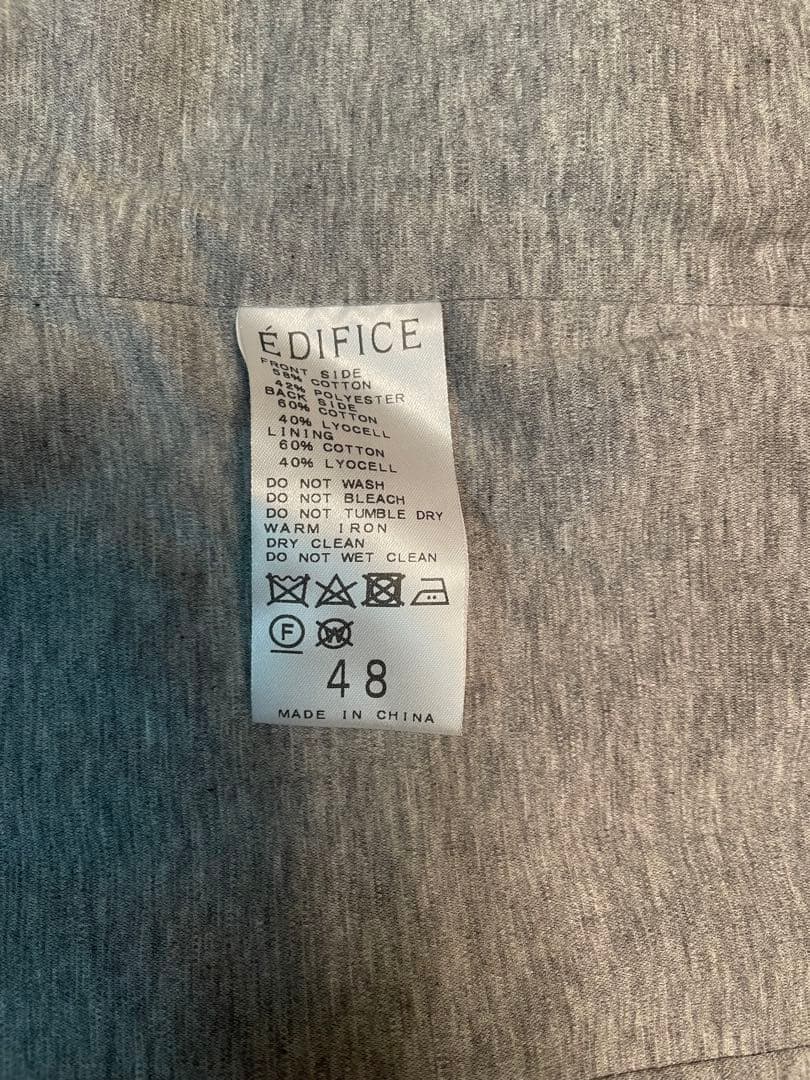 ÉDIFICE
FRONT SIDE
58% COTTON
42% POLYESTER
BACK SIDE
60% COTTON
40% LYOCELL
LINING
60% COTTON
40% LYOCELL
DO NOT WASH
DO NOT BLEACH
DO NOT TUMBLE DRY
WARM IRON
DRY CLEAN
DO NOT WET CLEAN
F W
48
MADE IN CHINA